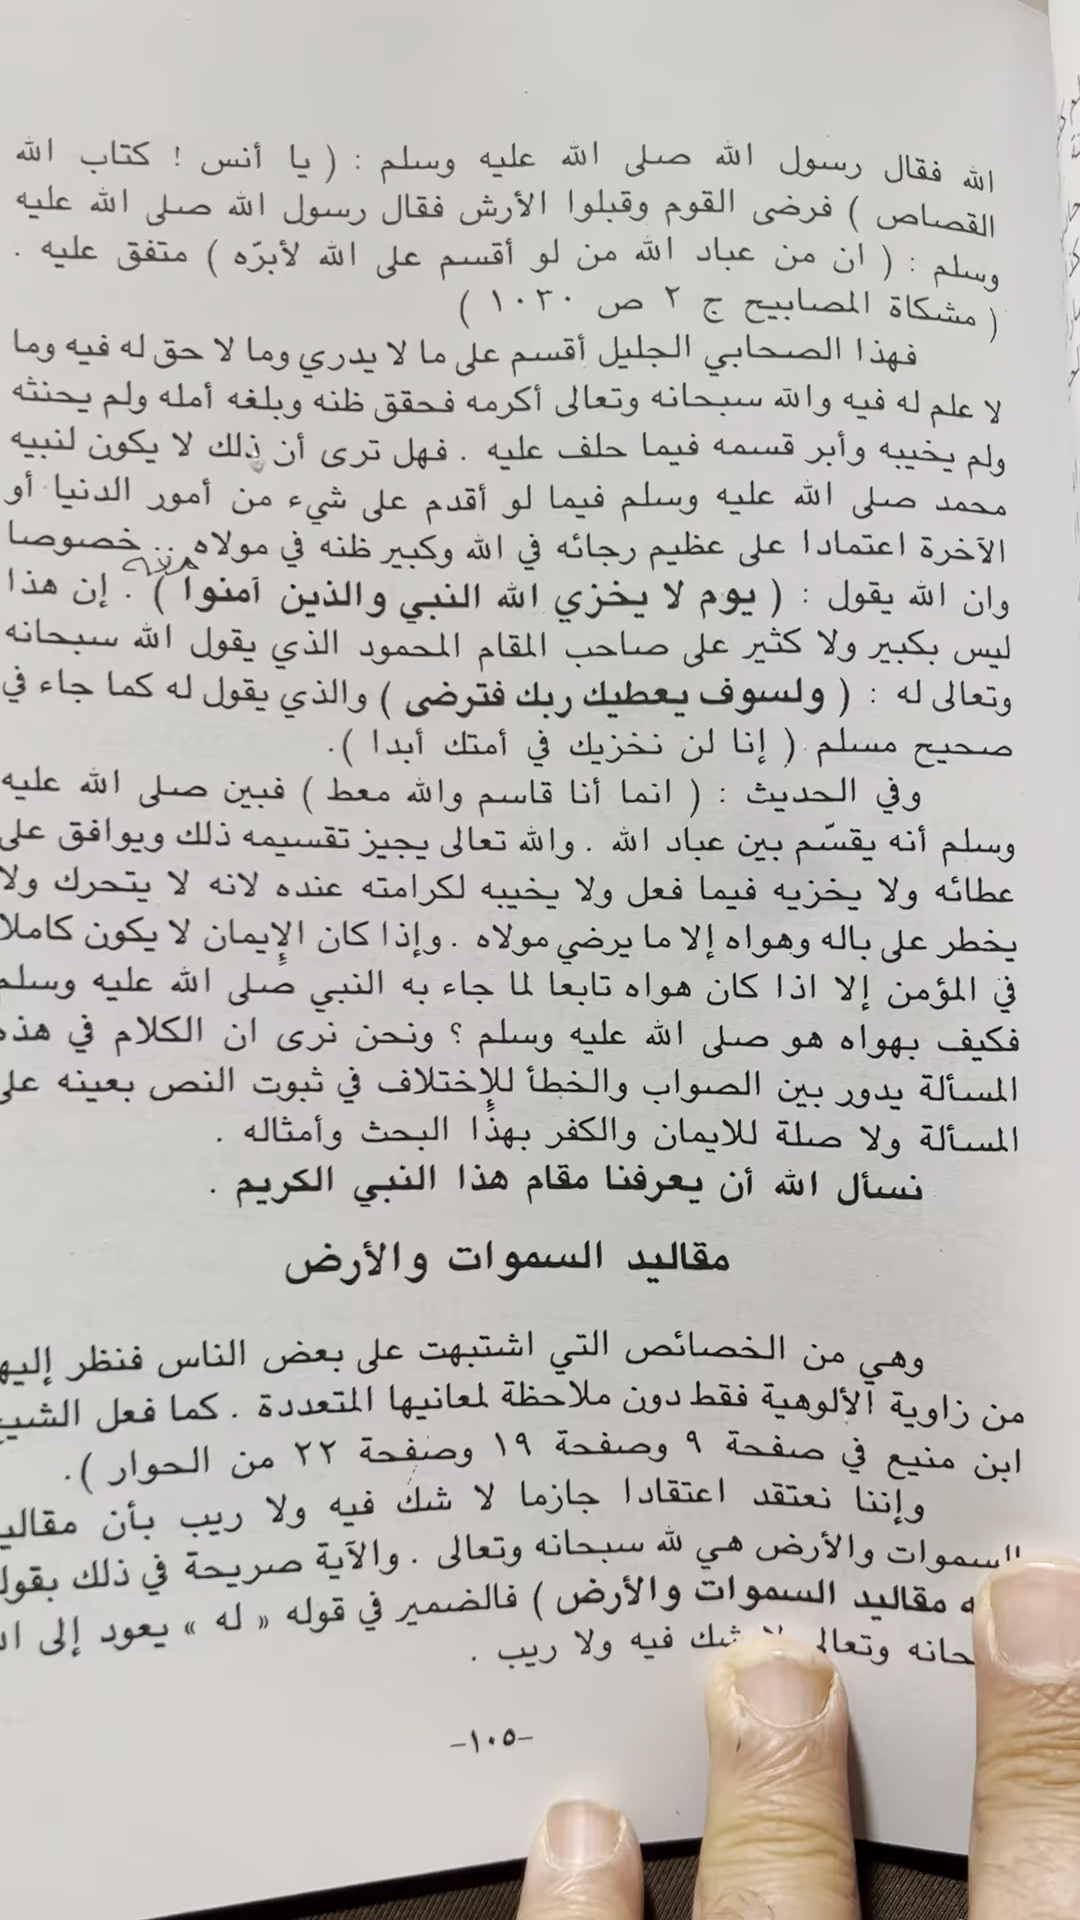 الله فقال رسول الله صلى الله عليه وسلم : ( يا أنس ! كتاب الله
القصاص ) فرضى القوم وقبلوا الأرش فقال رسول الله صلى الله عليه
وسلم : ( ان من عباد الله من لو أقسم على الله لأبرّه ) متفق عليه .
( مشكاة المصابيح ج ٢ ص ١٠٣٠ )
فهذا الصحابي الجليل أقسم على ما لا يدري وما لا حق له فيه وما
لا علم له فيه والله سبحانه وتعالى أكرمه فحقق ظنه وبلغه أمله ولم يحنثه
ولم يخيبه وأبر قسمه فيما حلف عليه . فهل ترى أن ذلك لا يكون لنبيه
محمد صلى الله عليه وسلم فيما لو أقدم على شيء من أمور الدنيا أو
الآخرة اعتمادا على عظيم رجائه في الله وكبير ظنه في مولاه .. خصوصا
وان الله يقول : ( يوم لا يخزي الله النبي والذين آمنوا ) . إن هذا
ليس بكبير ولا كثير على صاحب المقام المحمود الذي يقول الله سبحانه
وتعالى له : ( ولسوف يعطيك ربك فترضى ) والذي يقول له كما جاء في
صحيح مسلم ( إنا لن نخزيك في أمتك أبدا ).
وفي الحديث : ( انما أنا قاسم والله معط ) فبين صلى الله عليه
وسلم أنه يقسّم بين عباد الله . والله تعالى يجيز تقسيمه ذلك ويوافق على
عطائه ولا يخزيه فيما فعل ولا يخيبه لكرامته عنده لانه لا يتحرك ولا
يخطر على باله وهواه إلا ما يرضي مولاه . وإذا كان الإيمان لا يكون كاملا
في المؤمن إلا اذا كان هواه تابعا لما جاء به النبي صلى الله عليه وسلم
فكيف بهواه هو صلى الله عليه وسلم ؟ ونحن نرى ان الكلام في هذه
المسألة يدور بين الصواب والخطأ للإختلاف في ثبوت النص بعينه على
المسألة ولا صلة للايمان والكفر بهذا البحث وأمثاله .
نسأل الله أن يعرفنا مقام هذا النبي الكريم .
مقاليد السموات والأرض
وهي من الخصائص التي اشتبهت على بعض الناس فنظر إليها
من زاوية الألوهية فقط دون ملاحظة لمعانيها المتعددة . كما فعل الشيخ
ابن منيع في صفحة ٩ وصفحة ١٩ وصفحة ٢٢ من الحوار ).
وإننا نعتقد اعتقادا جازما لا شك فيه ولا ريب بأن مقاليد
السموات والأرض هي لله سبحانه وتعالى . والآية صريحة في ذلك بقوله
مقاليد السموات والأرض ) فالضمير في قوله « له » يعود إلى الله
سبحانه وتعالى لا شك فيه ولا ريب .
-١٠٥-